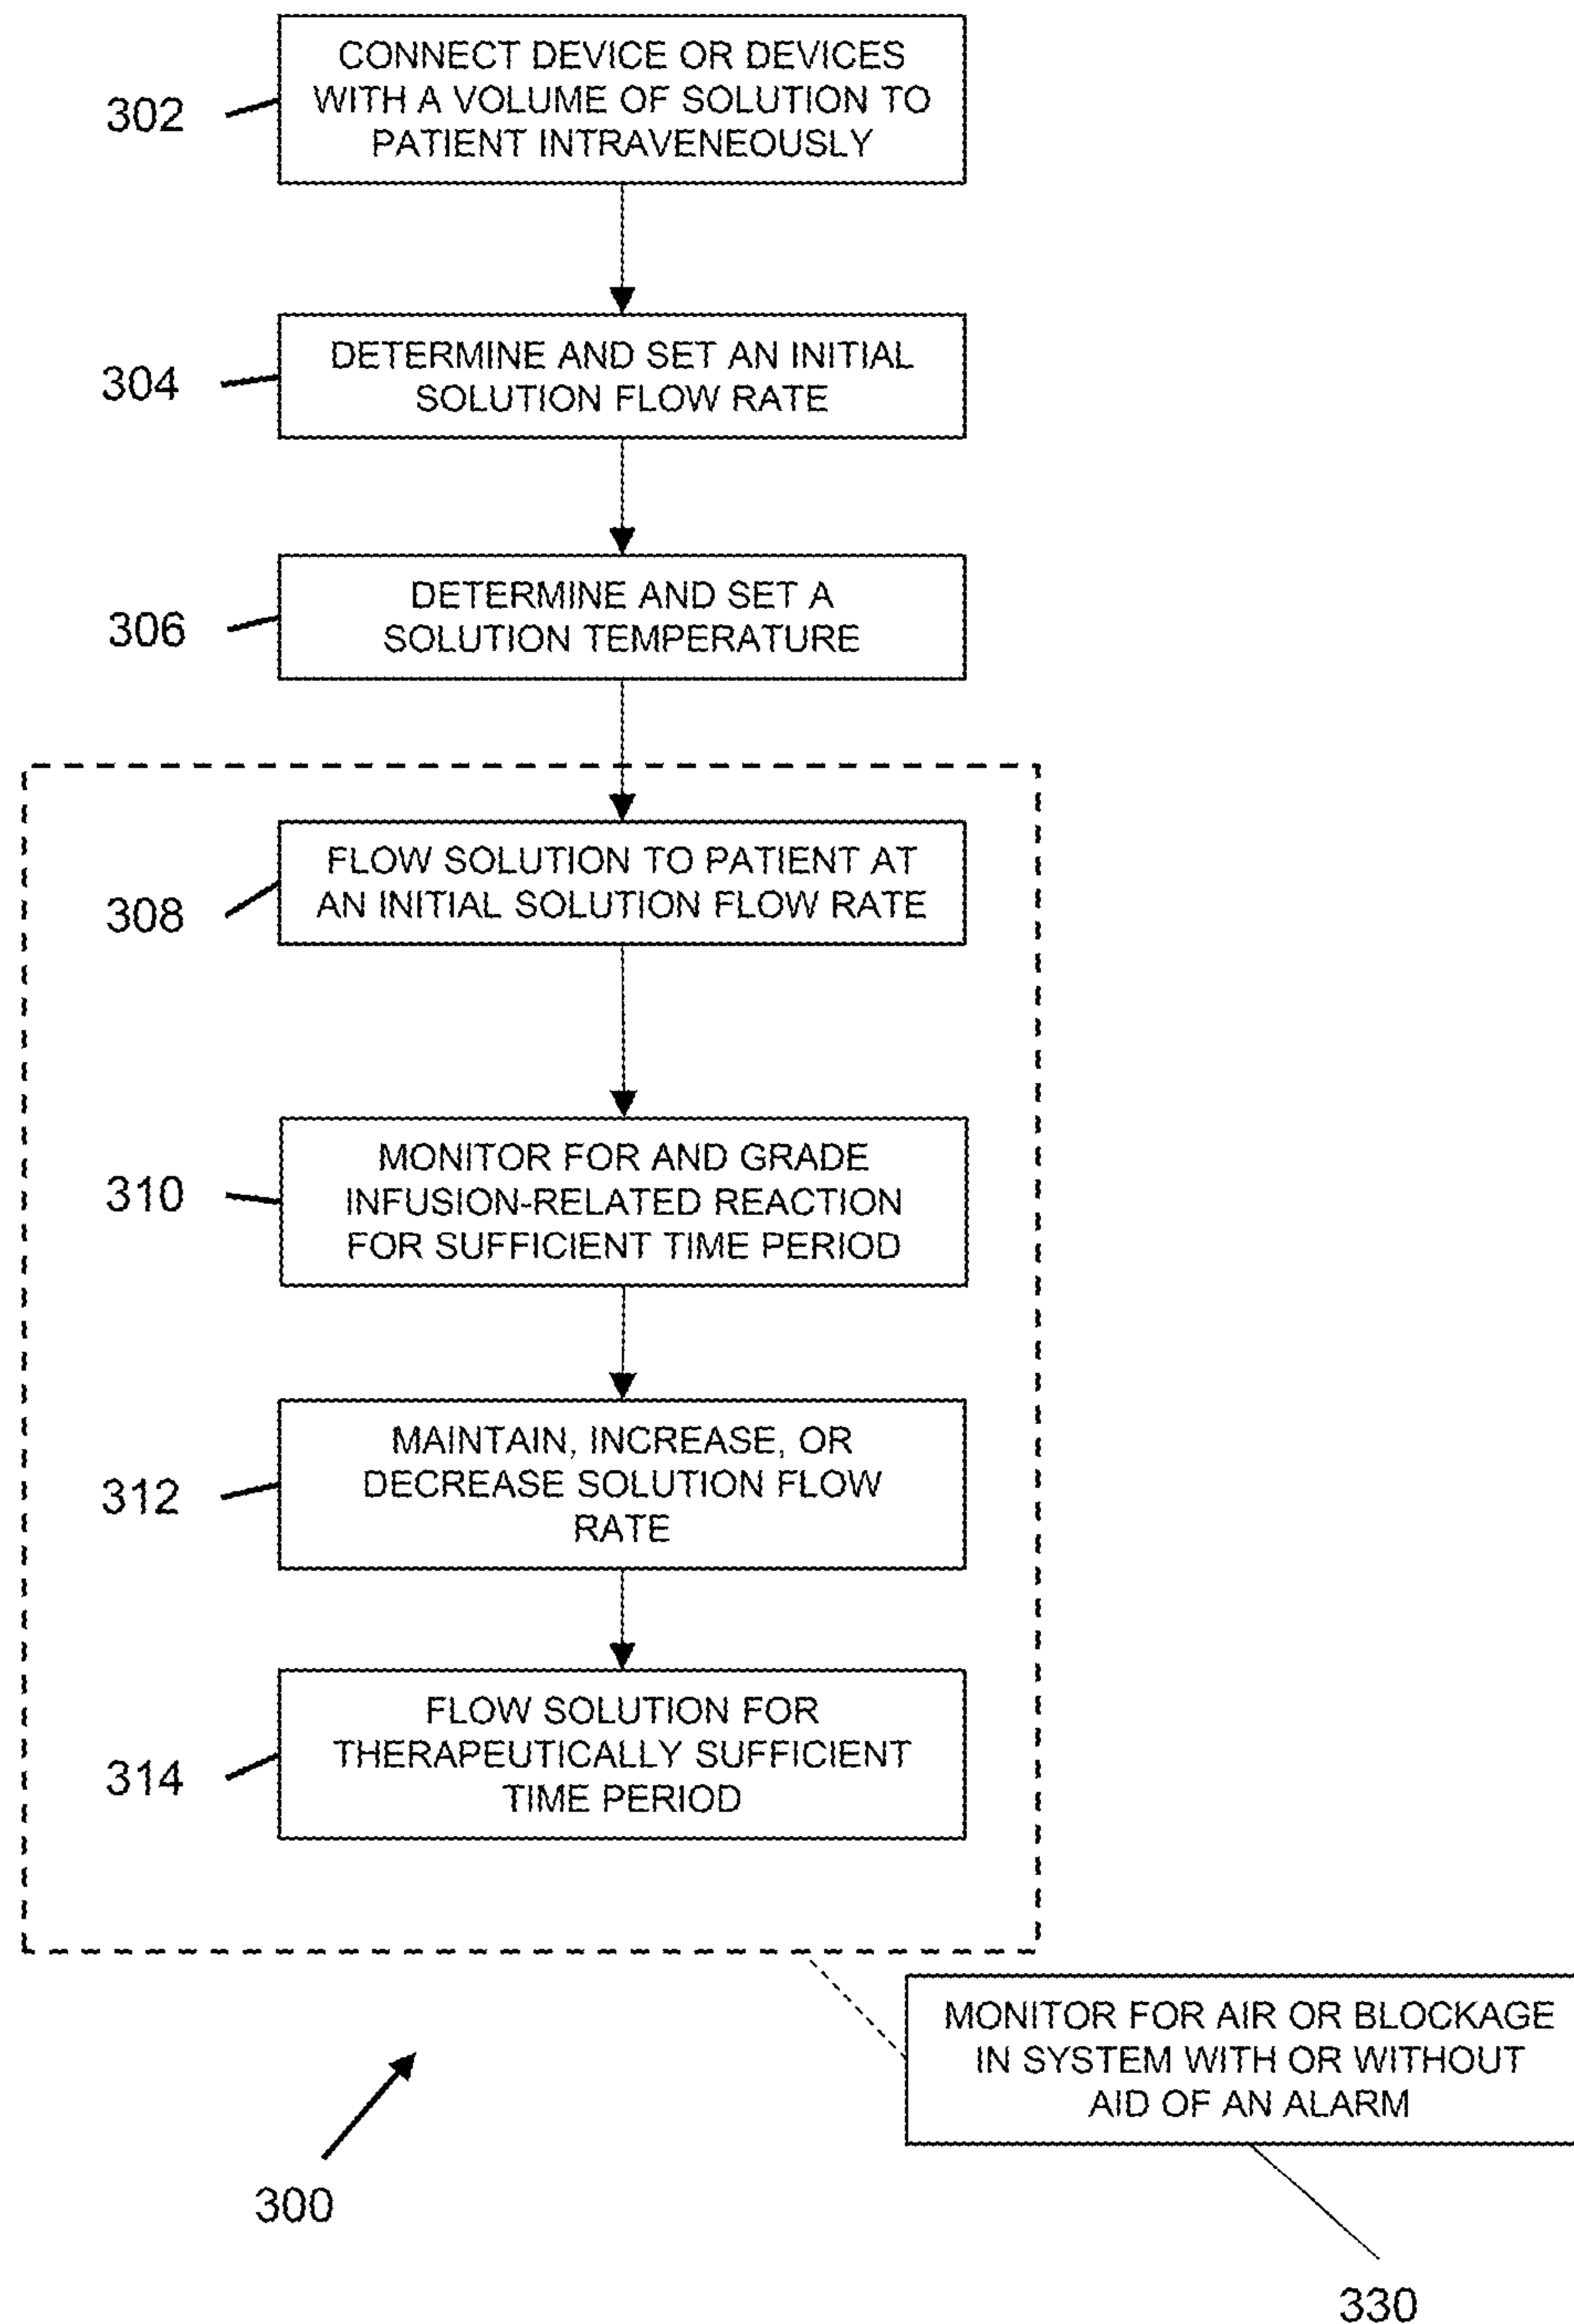 302
CONNECT DEVICE OR DEVICES
WITH A VOLUME OF SOLUTION TO
PATIENT INTRAVENEOUSLY
304
DETERMINE AND SET AN INITIAL
SOLUTION FLOW RATE
306
DETERMINE AND SET A
SOLUTION TEMPERATURE
308
FLOW SOLUTION TO PATIENT AT
AN INITIAL SOLUTION FLOW RATE
310
MONITOR FOR AND GRADE
INFUSION-RELATED REACTION
FOR SUFFICIENT TIME PERIOD
312
MAINTAIN, INCREASE, OR
DECREASE SOLUTION FLOW
RATE
314
FLOW SOLUTION FOR
THERAPEUTICALLY SUFFICIENT
TIME PERIOD
MONITOR FOR AIR OR BLOCKAGE
IN SYSTEM WITH OR WITHOUT
AID OF AN ALARM
300
330